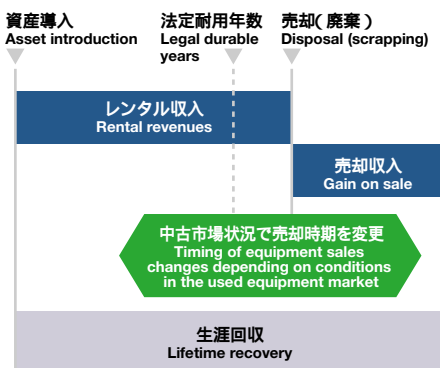 資産導入
Asset introduction
法定耐用年数
Legal durable
years
売却(廃棄)
Disposal (scrapping)
レンタル収入
Rental revenues
売却収入
Gain on sale
中古市場状況で売却時期を変更
Timing of equipment sales
changes depending on conditions
in the used equipment market
生涯回収
Lifetime recovery